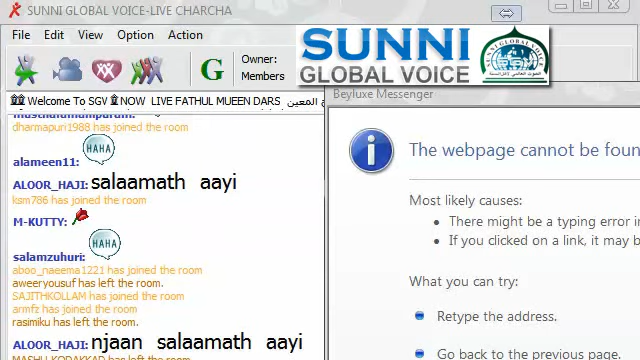 SUNNI GLOBAL VOICE-LIVE CHARCHA
File View Option Action
SUNNI
GLOBAL VOICE
SUNNI GLOBAL VOICE
G
Owner:
Members
Welcome To SGV NOW LIVE FATHUL MUEEN DARS
Beyluxe Messenger
dharmapuri1988 has joined the room
HAHA
alameen11:
ALOOR_HAJI: salaamath aayi
ksm786 has joined the room
M-KUTTY:
HAHA
salamzuhuri:
aboo_naeema1221 has joined the room
aweeryousuf has left the room.
SAJITHKOLLAM has joined the room
armfz has joined the room
rasimiku has left the room.
ALOOR_HAJI: njaan salaamath aayi
i
The webpage cannot be foun
Most likely causes:
• There might be a typing error i
• If you clicked on a link, it may b
What you can try:
Retype the address.
Go back to the previous page.